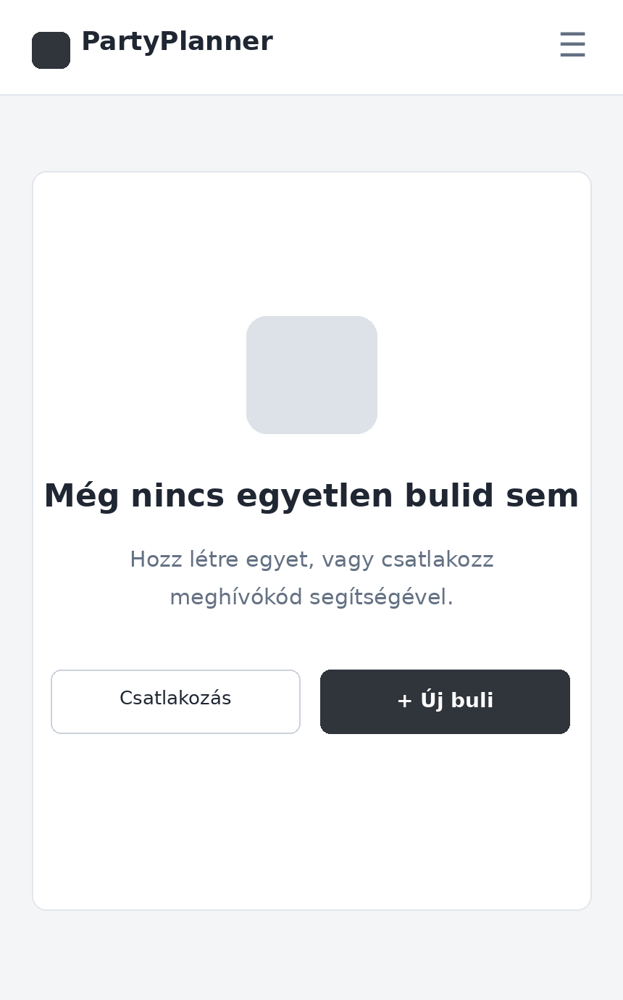 PartyPlanner
☰
Még nincs egyetlen bulid sem
Hozz létre egyet, vagy csatlakozz
meghívókód segítségével.
Csatlakozás
+ Új buli